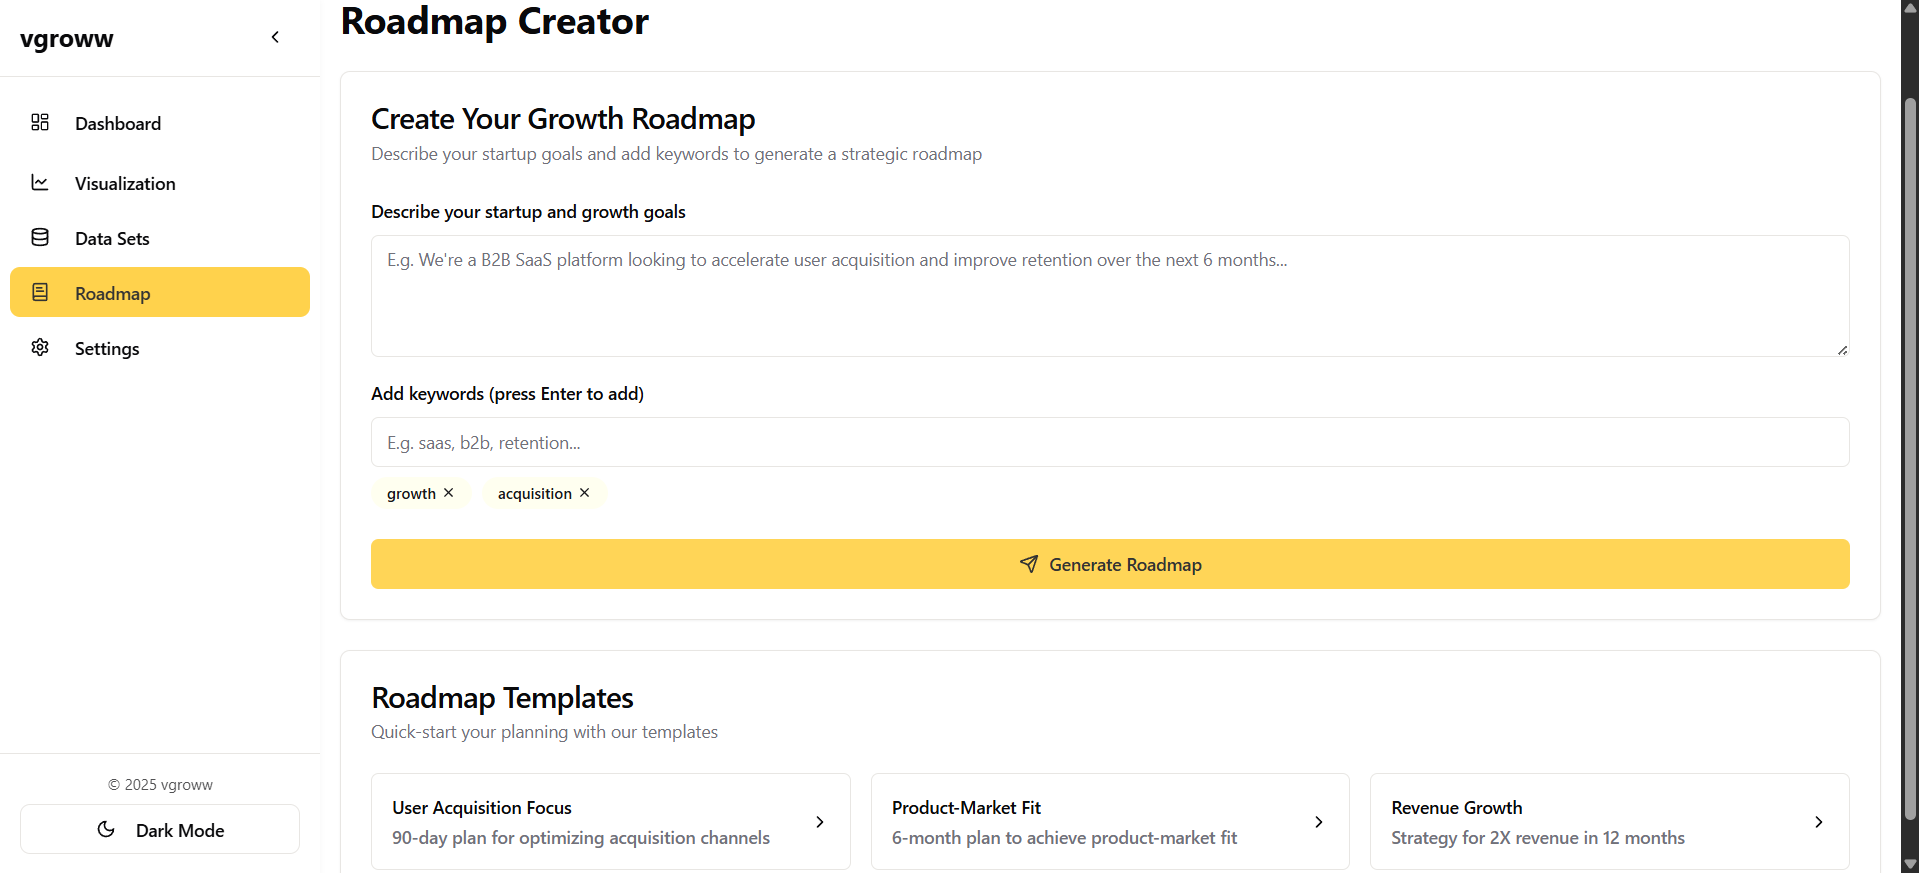 vgroww
Dashboard
Visualization
Data Sets
Roadmap
Settings
© 2025 vgroww
Dark Mode
Roadmap Creator
Create Your Growth Roadmap
Describe your startup goals and add keywords to generate a strategic roadmap
Describe your startup and growth goals
E.g. We're a B2B SaaS platform looking to accelerate user acquisition and improve retention over the next 6 months...
Add keywords (press Enter to add)
E.g. saas, b2b, retention...
growth ✕ acquisition ✕
Generate Roadmap
Roadmap Templates
Quick-start your planning with our templates
User Acquisition Focus
90-day plan for optimizing acquisition channels
Product-Market Fit
6-month plan to achieve product-market fit
Revenue Growth
Strategy for 2X revenue in 12 months